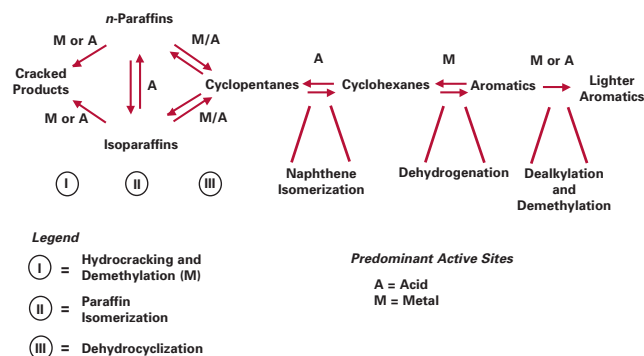 n-Paraffins
M or A
M/A
A
M
M or A
Cracked
Products
A
Cyclopentanes
Cyclohexanes
Aromatics
Lighter
Aromatics
M or A
M/A
Isoparaffins
Naphthene
Isomerization
Dehydrogenation
Dealkylation
and
Demethylation
I
II
III
Legend
I = Hydrocracking and
Demethylation (M)
II = Paraffin
Isomerization
III = Dehydrocyclization
Predominant Active Sites
A = Acid
M = Metal